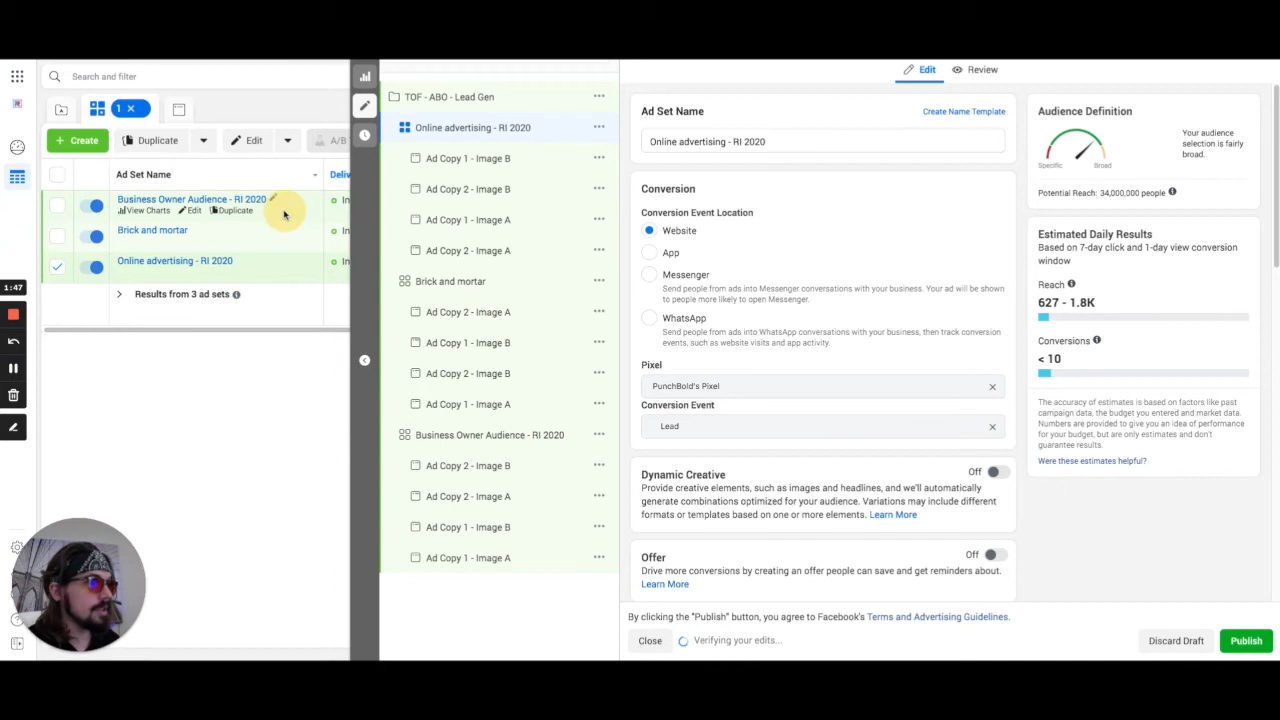 Search and filter
1 ×
+ Create
Duplicate
Edit
A/B
Ad Set Name
Deliv
Business Owner Audience - RI 2020
View Charts Edit Duplicate
In
Brick and mortar
In
Online advertising - RI 2020
In
Results from 3 ad sets
1:47
TOF - ABO - Lead Gen
Online advertising - RI 2020
Ad Copy 1 - Image B
Ad Copy 2 - Image B
Ad Copy 1 - Image A
Ad Copy 2 - Image A
Brick and mortar
Ad Copy 2 - Image A
Ad Copy 1 - Image B
Ad Copy 2 - Image B
Ad Copy 1 - Image A
Business Owner Audience - RI 2020
Ad Copy 2 - Image B
Ad Copy 2 - Image A
Ad Copy 1 - Image B
Ad Copy 1 - Image A
Edit
Review
Ad Set Name
Create Name Template
Online advertising - RI 2020
Conversion
Conversion Event Location
Website
App
Messenger
Send people from ads into Messenger conversations with your business. Your ad will be shown
to people more likely to open Messenger.
WhatsApp
Send people from ads into WhatsApp conversations with your business, then track conversion
events, such as website visits and app activity.
Pixel
PunchBold's Pixel
Conversion Event
Lead
Dynamic Creative
Off
Provide creative elements, such as images and headlines, and we'll automatically
generate combinations optimized for your audience. Variations may include different
formats or templates based on one or more elements. Learn More
Offer
Off
Drive more conversions by creating an offer people can save and get reminders about.
Learn More
Audience Definition
Specific
Broad
Your audience
selection is fairly
broad.
Potential Reach: 34,000,000 people
Estimated Daily Results
Based on 7-day click and 1-day view conversion
window
Reach
627 - 1.8K
Conversions
< 10
The accuracy of estimates is based on factors like past
campaign data, the budget you entered and market data.
Numbers are provided to give you an idea of performance
for your budget, but are only estimates and don't
guarantee results.
Were these estimates helpful?
By clicking the "Publish" button, you agree to Facebook's Terms and Advertising Guidelines.
Close
Verifying your edits...
Discard Draft
Publish